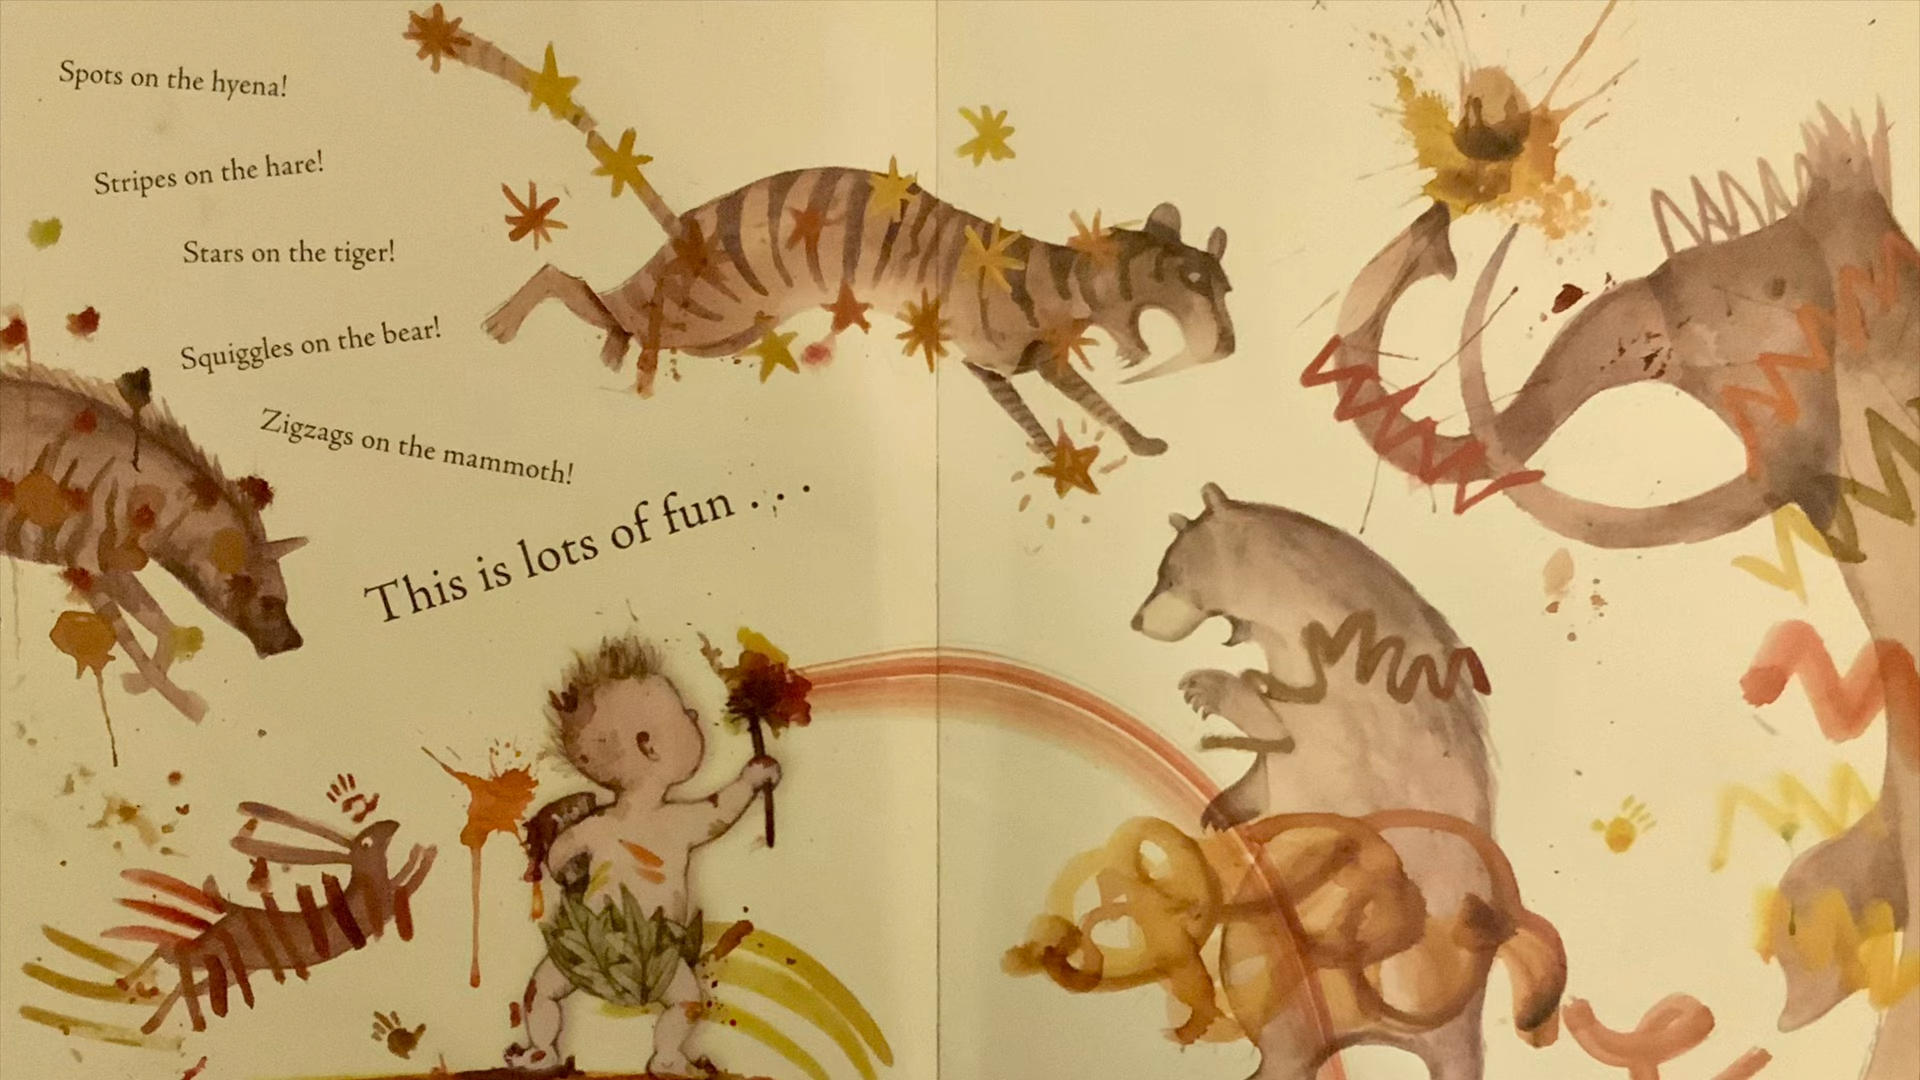 Spots on the hyena!
Stripes on the hare!
Stars on the tiger!
Squiggles on the bear!
Zigzags on the mammoth!
This is lots of fun . . .